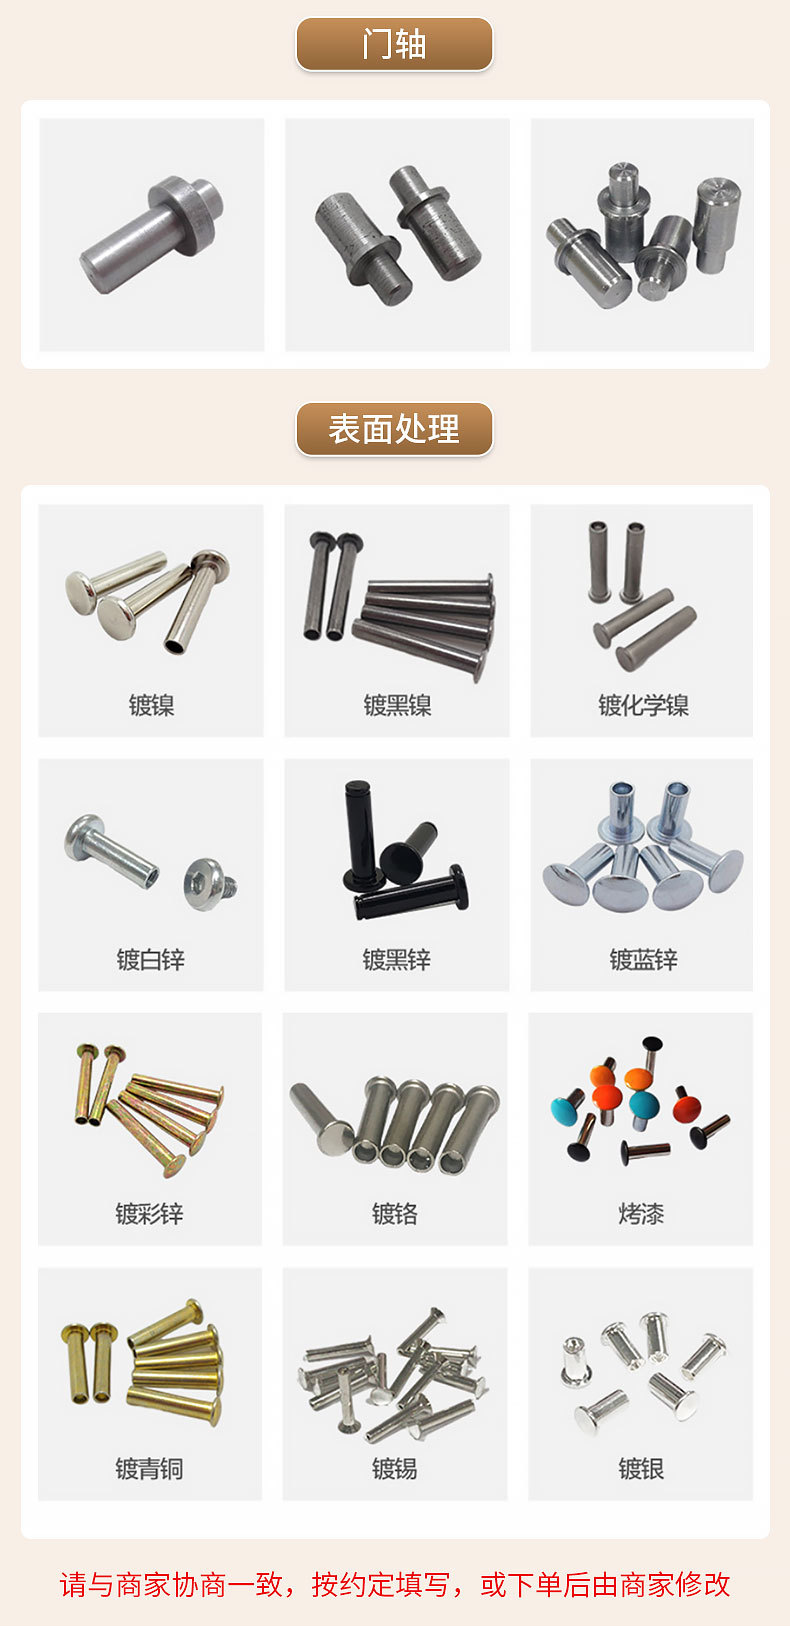 门轴
表面处理
镀镍
镀黑镍
镀化学镍
镀白锌
镀黑锌
镀蓝锌
镀彩锌
镀铬
烤漆
镀青铜
镀锡
镀银
请与商家协商一致，按约定填写，或下单后由商家修改